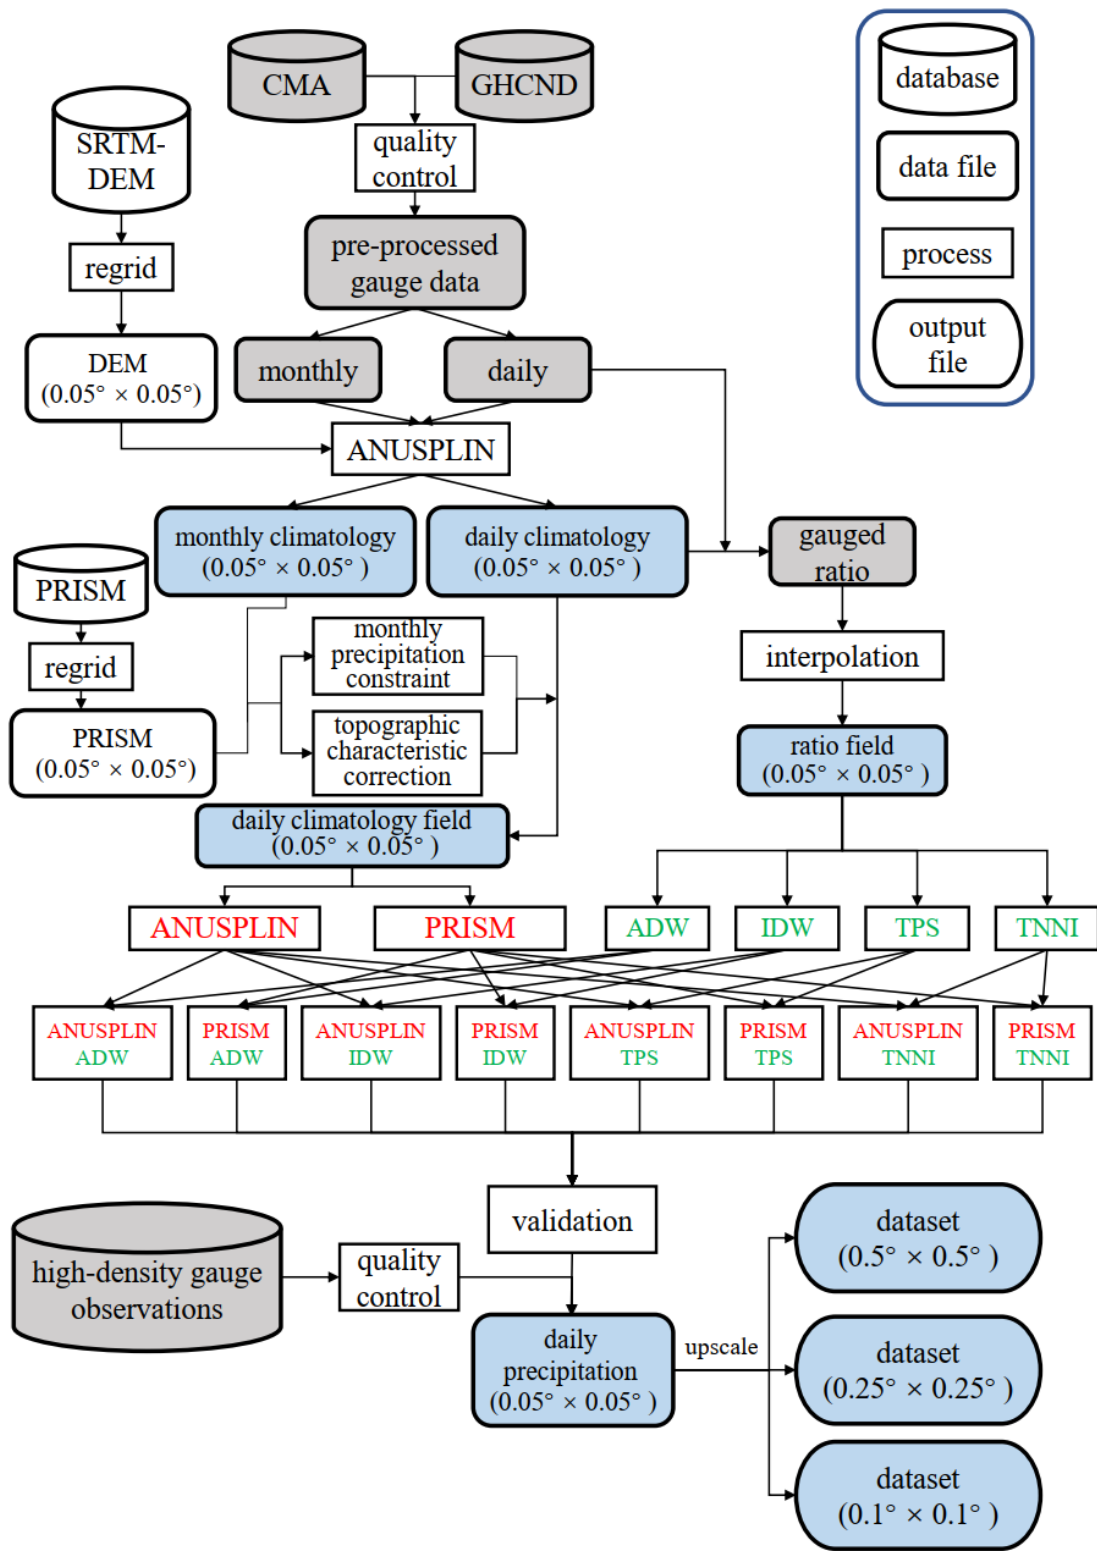 CMA
GHCND
database
SRTM-
DEM
quality
control
data file
pre-processed
gauge data
process
regrid
output
file
DEM
(0.05° × 0.05°)
monthly
daily
ANUSPLIN
monthly climatology
(0.05° × 0.05° )
daily climatology
(0.05° × 0.05° )
gauged
ratio
PRISM
regrid
monthly
precipitation
constraint
interpolation
PRISM
(0.05° × 0.05°)
topographic
characteristic
correction
ratio field
(0.05° × 0.05° )
daily climatology field
(0.05° × 0.05° )
ANUSPLIN
PRISM
ADW
IDW
TPS
TNNI
ANUSPLIN
ADW
PRISM
ADW
ANUSPLIN
IDW
PRISM
IDW
ANUSPLIN
TPS
PRISM
TPS
ANUSPLIN
TNNI
PRISM
TNNI
validation
dataset
(0.5° × 0.5° )
high-density gauge
observations
quality
control
daily
precipitation
(0.05° × 0.05° )
upscale
dataset
(0.25° × 0.25° )
dataset
(0.1° × 0.1° )